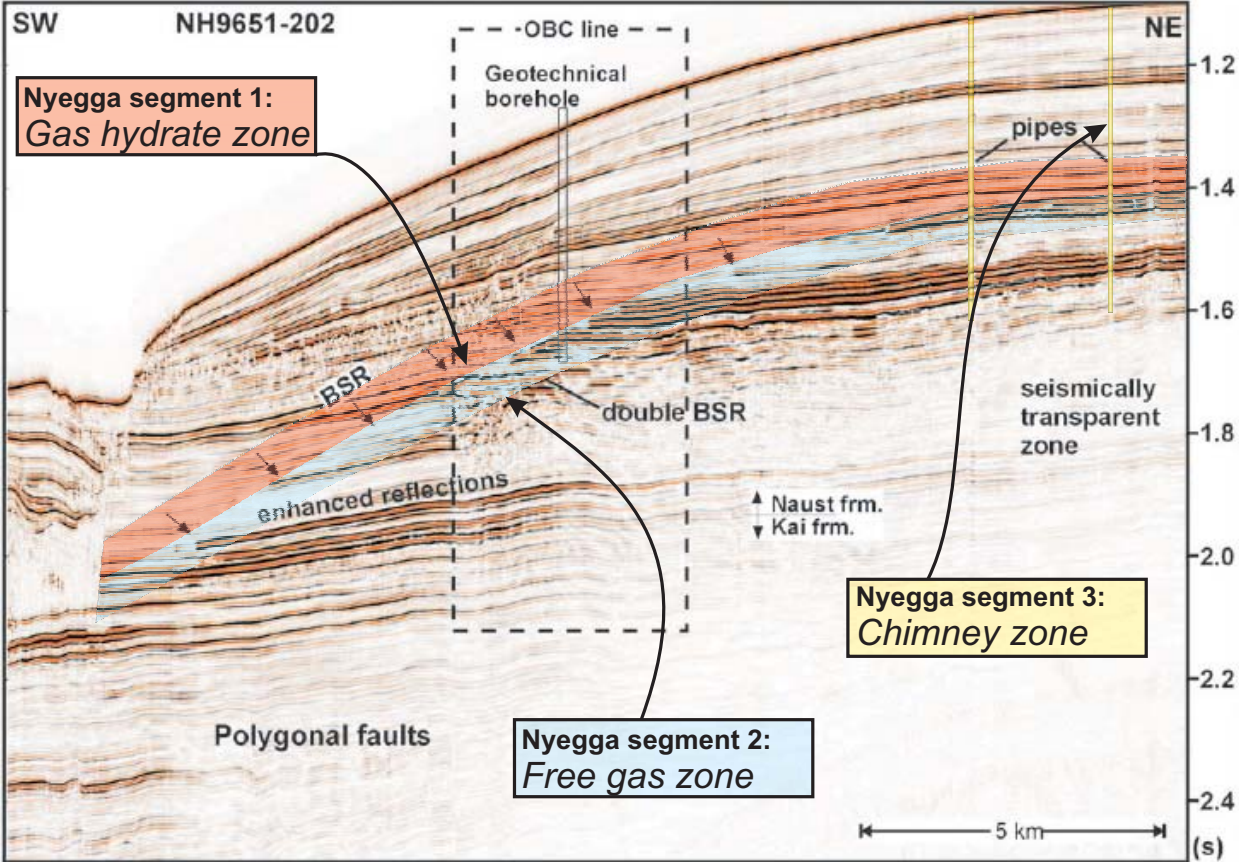 SW
NH9651-202
OBC line
NE
Geotechnical
borehole
Nyegga segment 1:
Gas hydrate zone
pipes
1.2
1.4
1.6
1.8
2.0
2.2
2.4
(s)
BSR
double BSR
seismically
transparent
zone
enhanced reflections
Naust frm.
Kai frm.
Nyegga segment 3:
Chimney zone
Polygonal faults
Nyegga segment 2:
Free gas zone
5 km